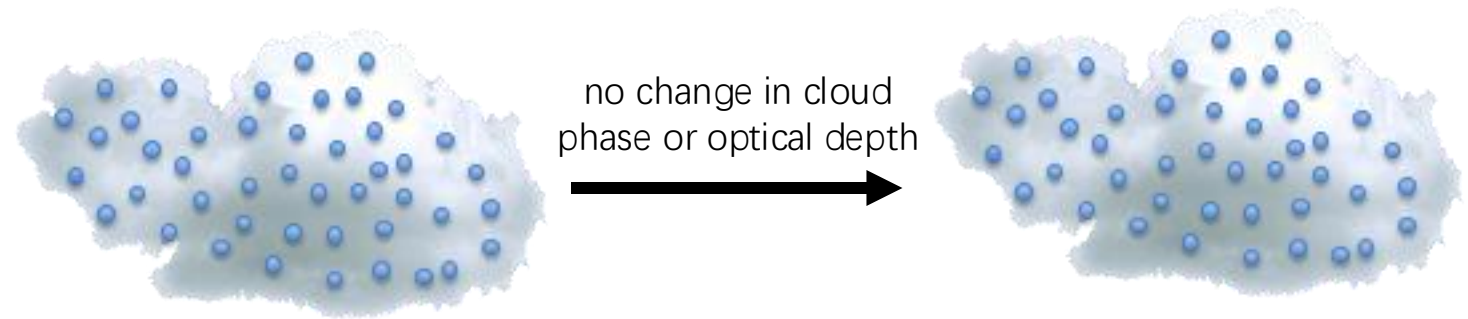 no change in cloud
phase or optical depth